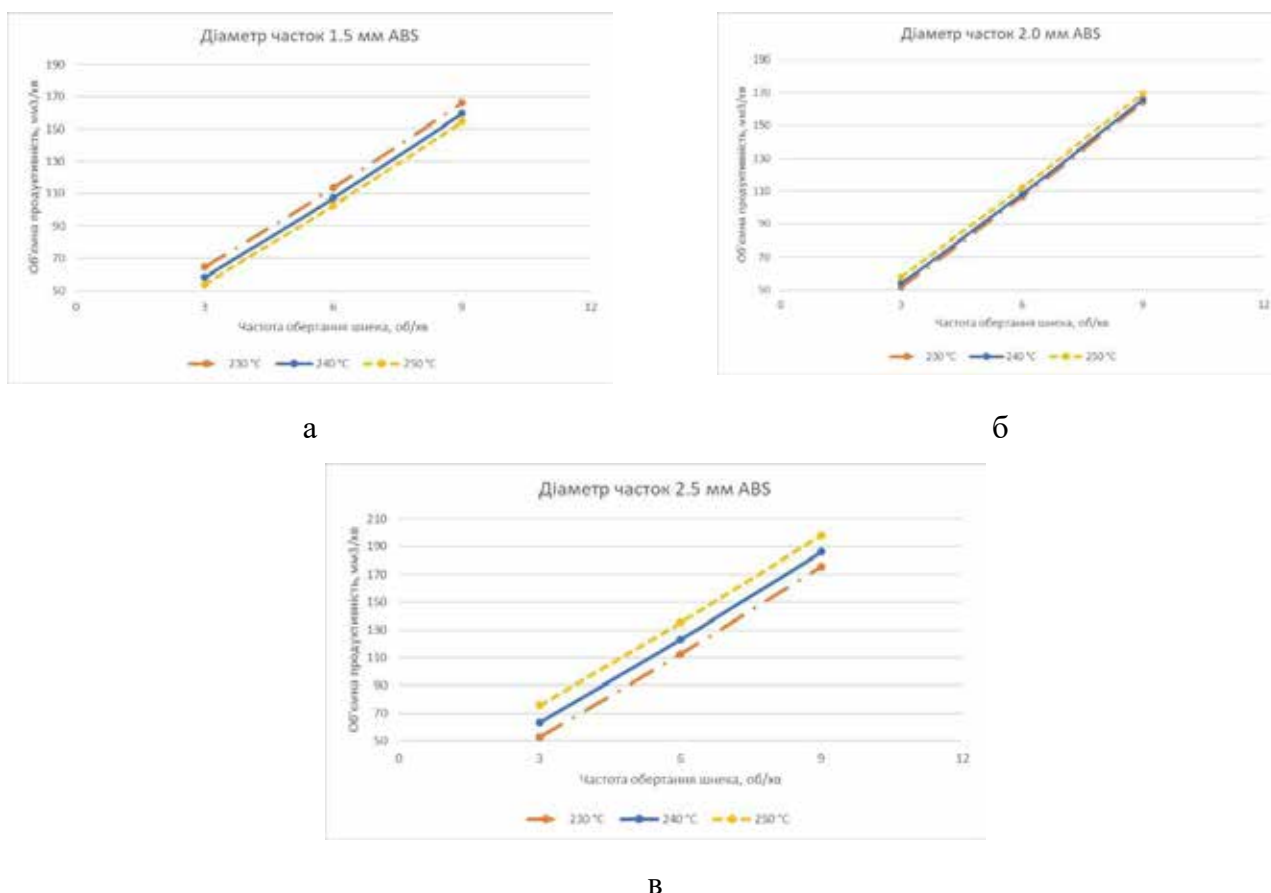 Діаметр часток 1.5 мм ABS
Об'ємна продуктивність, мм3/хв
190
170
150
130
110
90
70
50
0
3
6
9
12
Частота обертання шнека, об/хв
230 °C
240 °C
250 °C
а
Діаметр часток 2.0 мм ABS
Об'ємна продуктивність, мм3/хв
190
170
150
130
110
90
70
50
0
3
6
9
12
Частота обертання шнека, об/хв
230 °C
240 °C
250 °C
б
Діаметр часток 2.5 мм ABS
Об'ємна продуктивність, мм3/хв
210
190
170
150
130
110
90
70
50
0
3
6
9
12
Частота обертання шнека, об/хв
230 °C
240 °C
250 °C
в